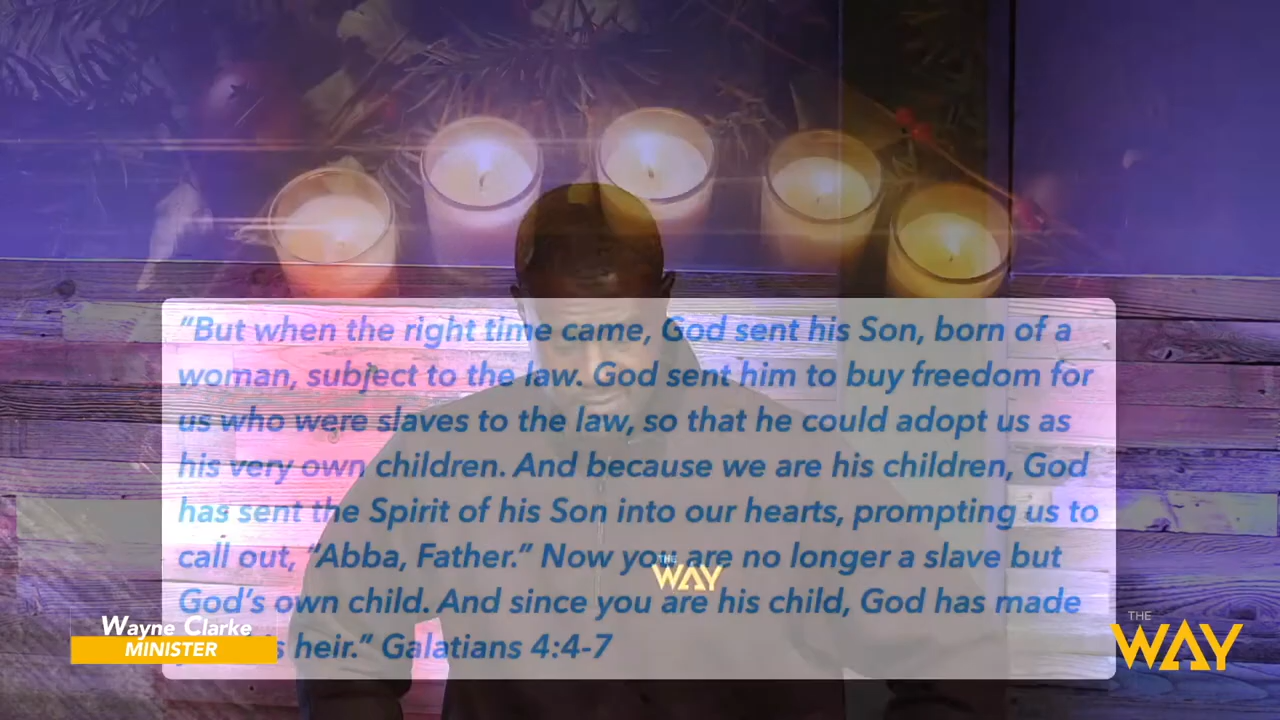 "But when the right time came, God sent his Son, born of a
woman, subject to the law. God sent him to buy freedom for
us who were slaves to the law, so that he could adopt us as
his very own children. And because we are his children, God
has sent the Spirit of his Son into our hearts, prompting us to
call out, "Abba, Father." Now you are no longer a slave but
God's own child. And since you are his child, God has made
heir." Galatians 4:4-7
THE
WAY
Wayne Clarke
MINISTER
THE
WAY